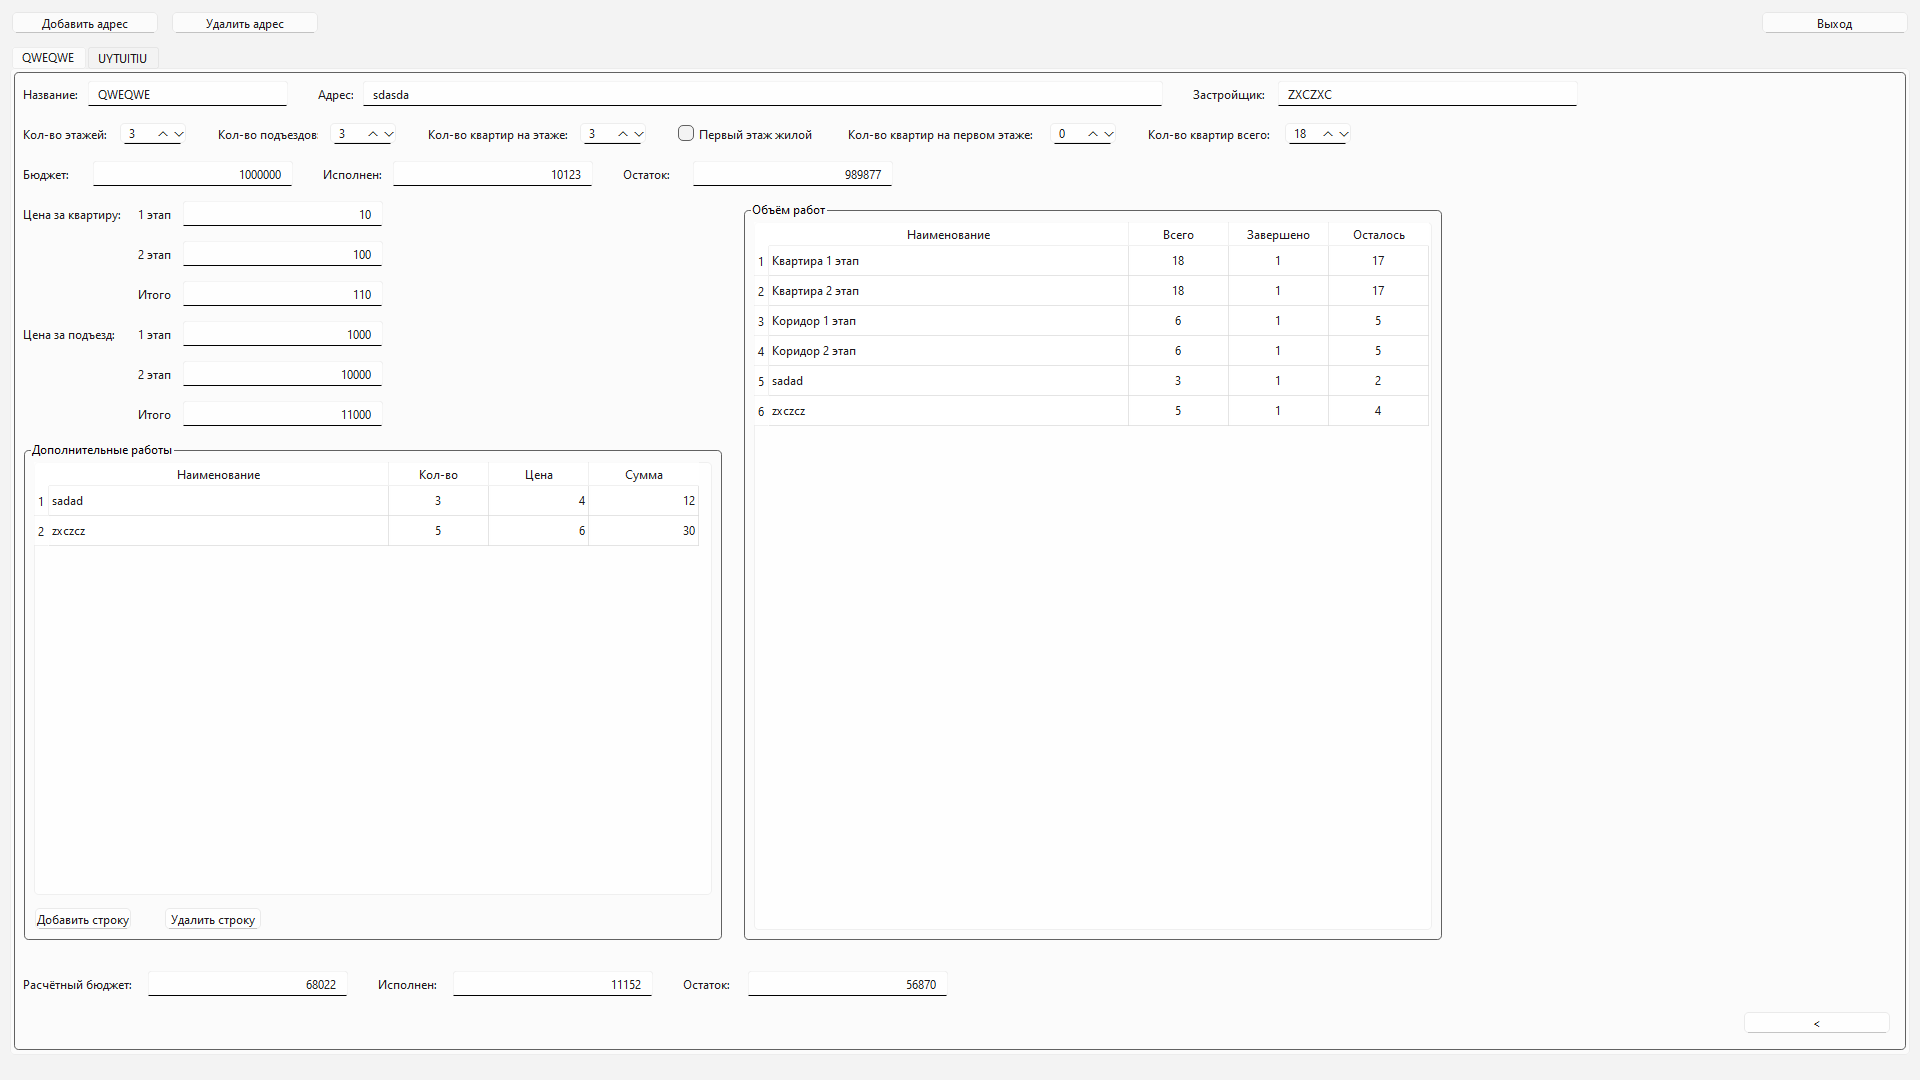 Добавить адрес Удалить адрес Выход
QWEQWE UYTUITIU
Название: QWEQWE Адрес: sdasda Застройщик: ZXCZXC
Кол-во этажей: 3 Кол-во подъездов 3 Кол-во квартир на этаже: 3 Первый этаж жилой Кол-во квартир на первом этаже: 0 Кол-во квартир всего: 18
Бюджет: 1000000 Исполнен: 10123 Остаток: 989877
Цена за квартиру: 1 этап 10
2 этап 100
Итого 110
Цена за подъезд: 1 этап 1000
2 этап 10000
Итого 11000
Дополнительные работы
Наименование Кол-во Цена Сумма
1 sadad 3 4 12
2 zxczcz 5 6 30
Добавить строку Удалить строку
Объём работ
Наименование Всего Завершено Осталось
1 Квартира 1 этап 18 1 17
2 Квартира 2 этап 18 1 17
3 Коридор 1 этап 6 1 5
4 Коридор 2 этап 6 1 5
5 sadad 3 1 2
6 zxczcz 5 1 4
Расчётный бюджет: 68022 Исполнен: 11152 Остаток: 56870
<